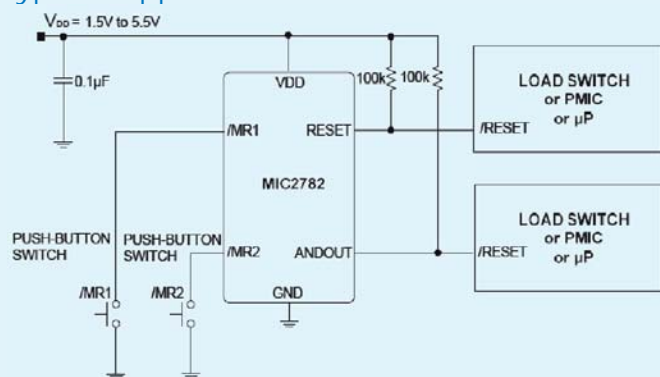 VDD = 1.5V to 5.5V
0.1µF
VDD
100k
100k
LOAD SWITCH
or PMIC
or µP
/RESET
/MR1
RESET
MIC2782
PUSH-BUTTON
SWITCH
PUSH-BUTTON
SWITCH
/MR2
ANDOUT
LOAD SWITCH
or PMIC
or µP
/RESET
/MR1
/MR2
GND